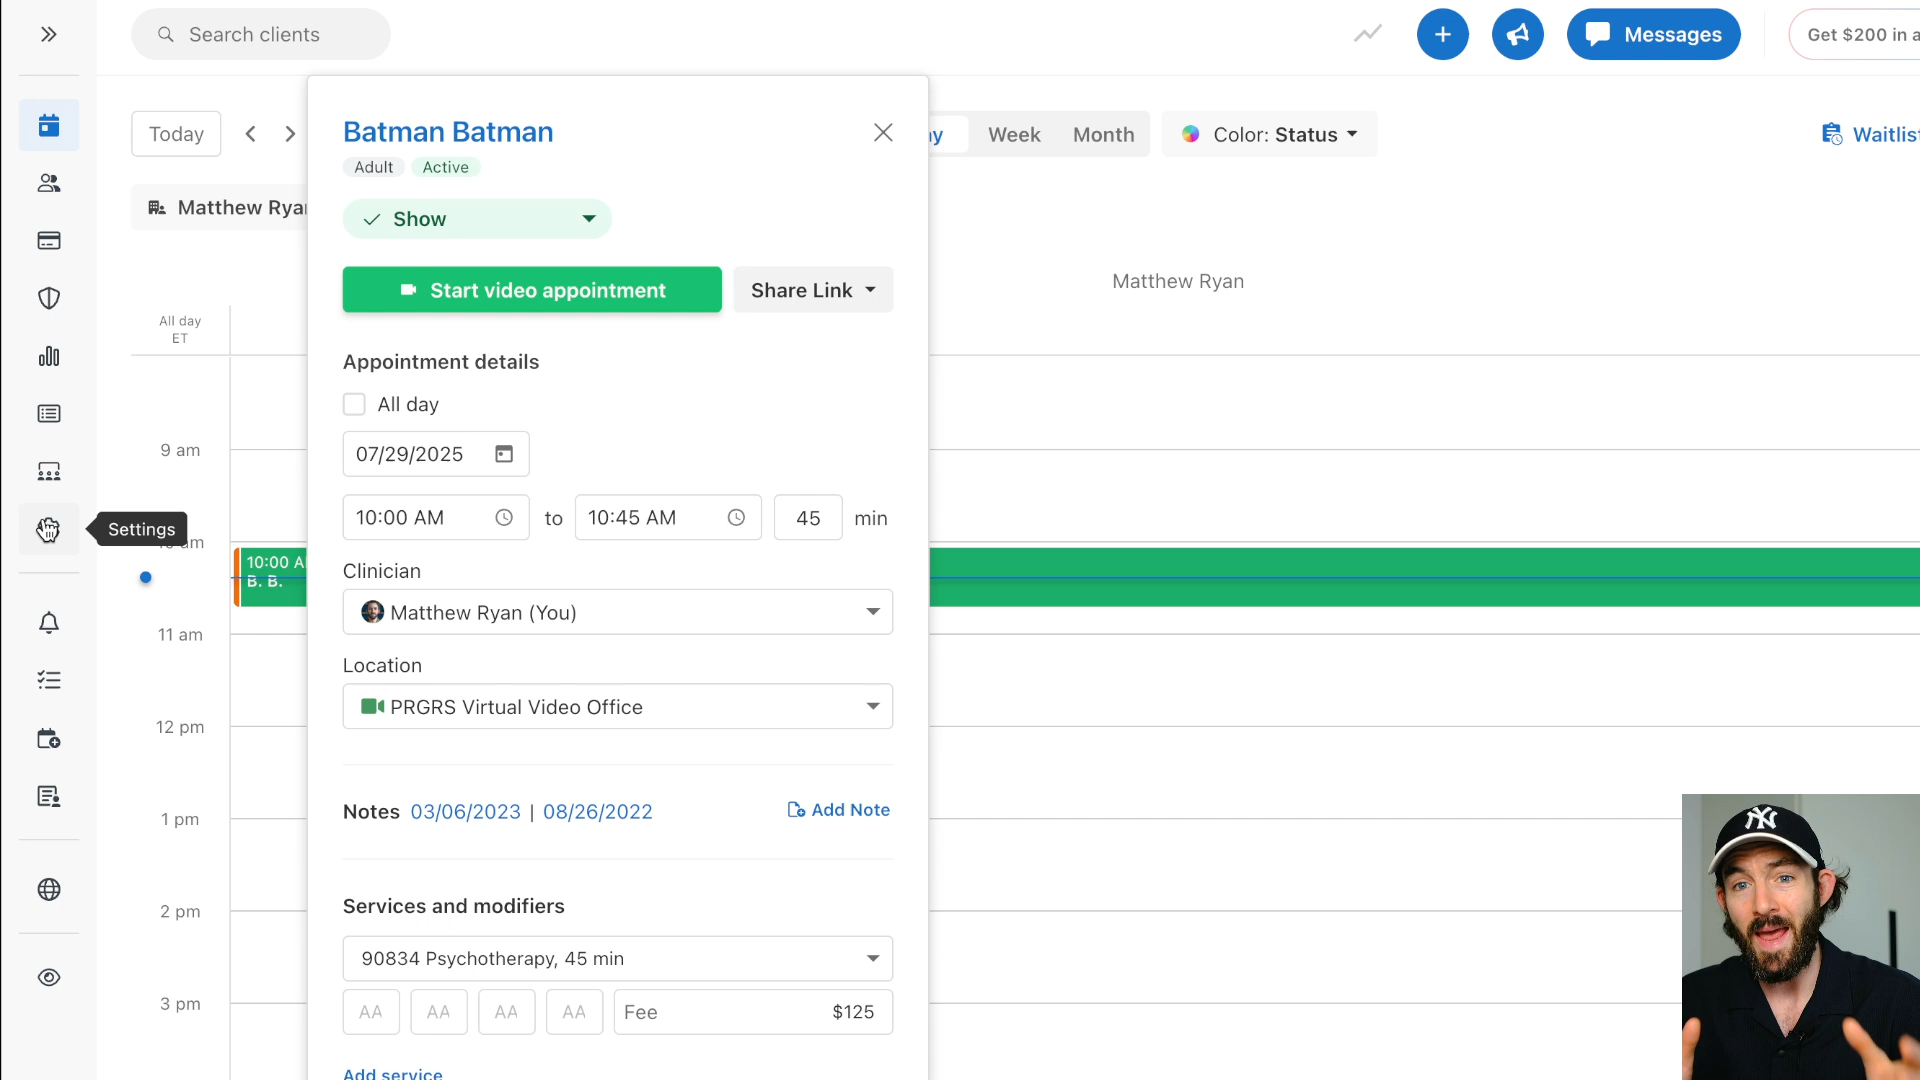 Search clients
Messages
Get $200 in a
Today
Week
Month
Color: Status
Matthew Ryan
Matthew Ryan
Batman Batman
Adult
Active
Show
Start video appointment
Share Link
Appointment details
All day
07/29/2025
10:00 AM to 10:45 AM 45 min
Clinician
Matthew Ryan (You)
Location
PRGRS Virtual Video Office
Notes 03/06/2023 | 08/26/2022
Add Note
Services and modifiers
90834 Psychotherapy, 45 min
AA AA AA AA Fee $125
Add service
All day
ET
9 am
am
10:00 A
B. B.
11 am
12 pm
1 pm
2 pm
3 pm
Settings
NY